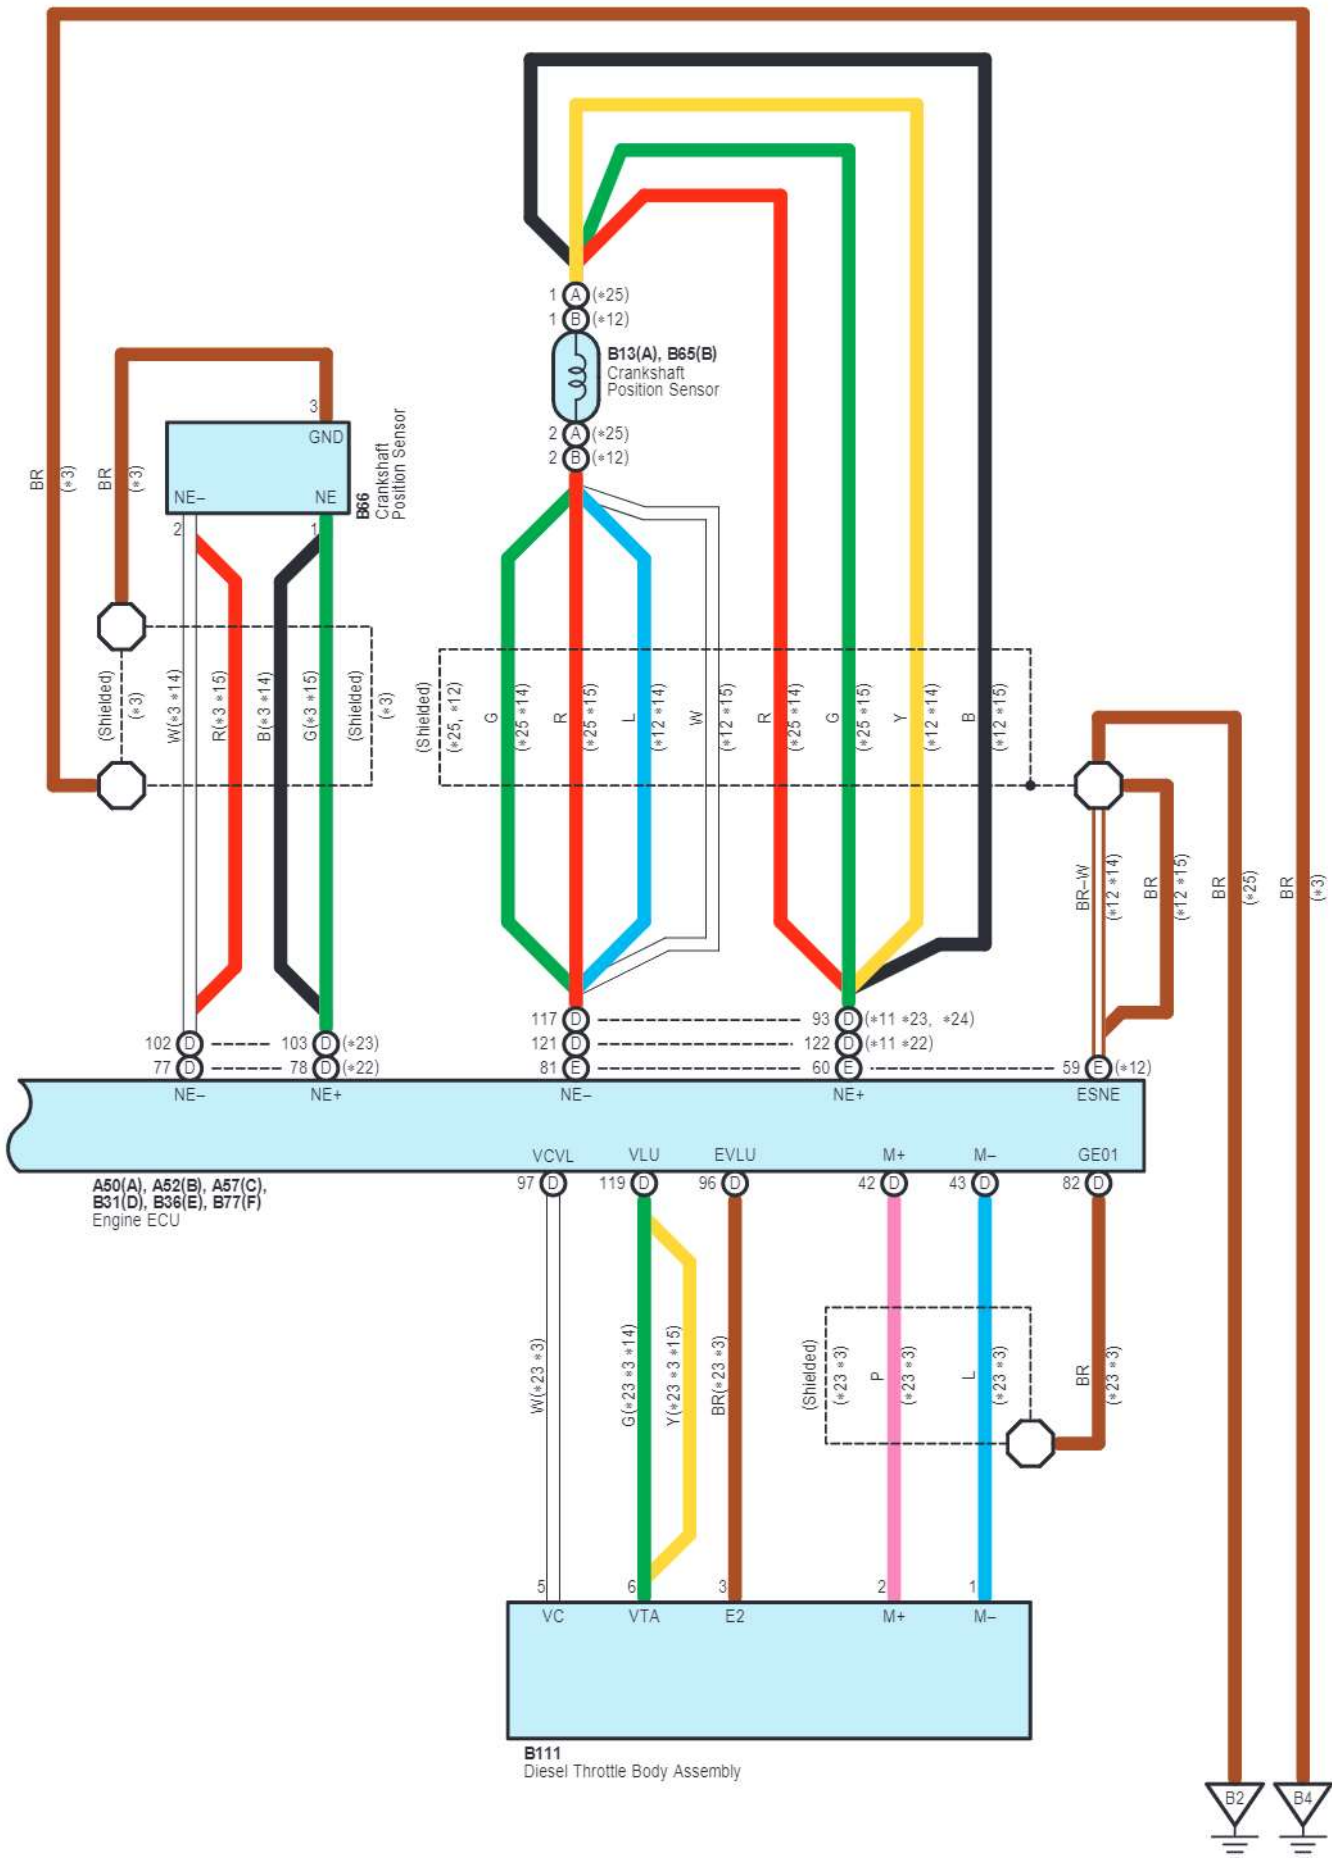 1 A (*25)
1 B (*12)
B13(A), B65(B)
Crankshaft
Position Sensor
2 A (*25)
2 B (*12)
3
GND
NE-
NE
B66
Crankshaft
Position Sensor
2
1
BR
(*3)
BR
(*3)
(Shielded)
(*3)
W(*3 *14)
R(*3 *15)
B(*3 *14)
G(*3 *15)
(Shielded)
(*3)
(Shielded)
(*25, *12)
G
(*25 *14)
R
(*25 *15)
L
(*12 *14)
W
(*12 *15)
R
(*25 *14)
G
(*25 *15)
Y
(*12 *14)
B
(*12 *15)
BR-W
(*12 *14)
BR
(*12 *15)
BR
(*25)
BR
(*3)
117 D
93 D (*11 *23, *24)
102 D
103 D (*23)
121 D
122 D (*11 *22)
77 D
78 D (*22)
81 E
60 E
59 E (*12)
NE-
NE+
NE-
NE+
ESNE
VCVL
VLU
EVLU
M+
M-
GE01
97 D
119 D
96 D
42 D
43 D
82 D
A50(A), A52(B), A57(C),
B31(D), B36(E), B77(F)
Engine ECU
W(*23 *3)
G(*23 *3 *14)
Y(*23 *3 *15)
BR(*23 *3)
(Shielded)
(*23 *3)
P
(*23 *3)
L
(*23 *3)
BR
(*23 *3)
5
6
3
2
1
VC
VTA
E2
M+
M-
B111
Diesel Throttle Body Assembly
B2
B4